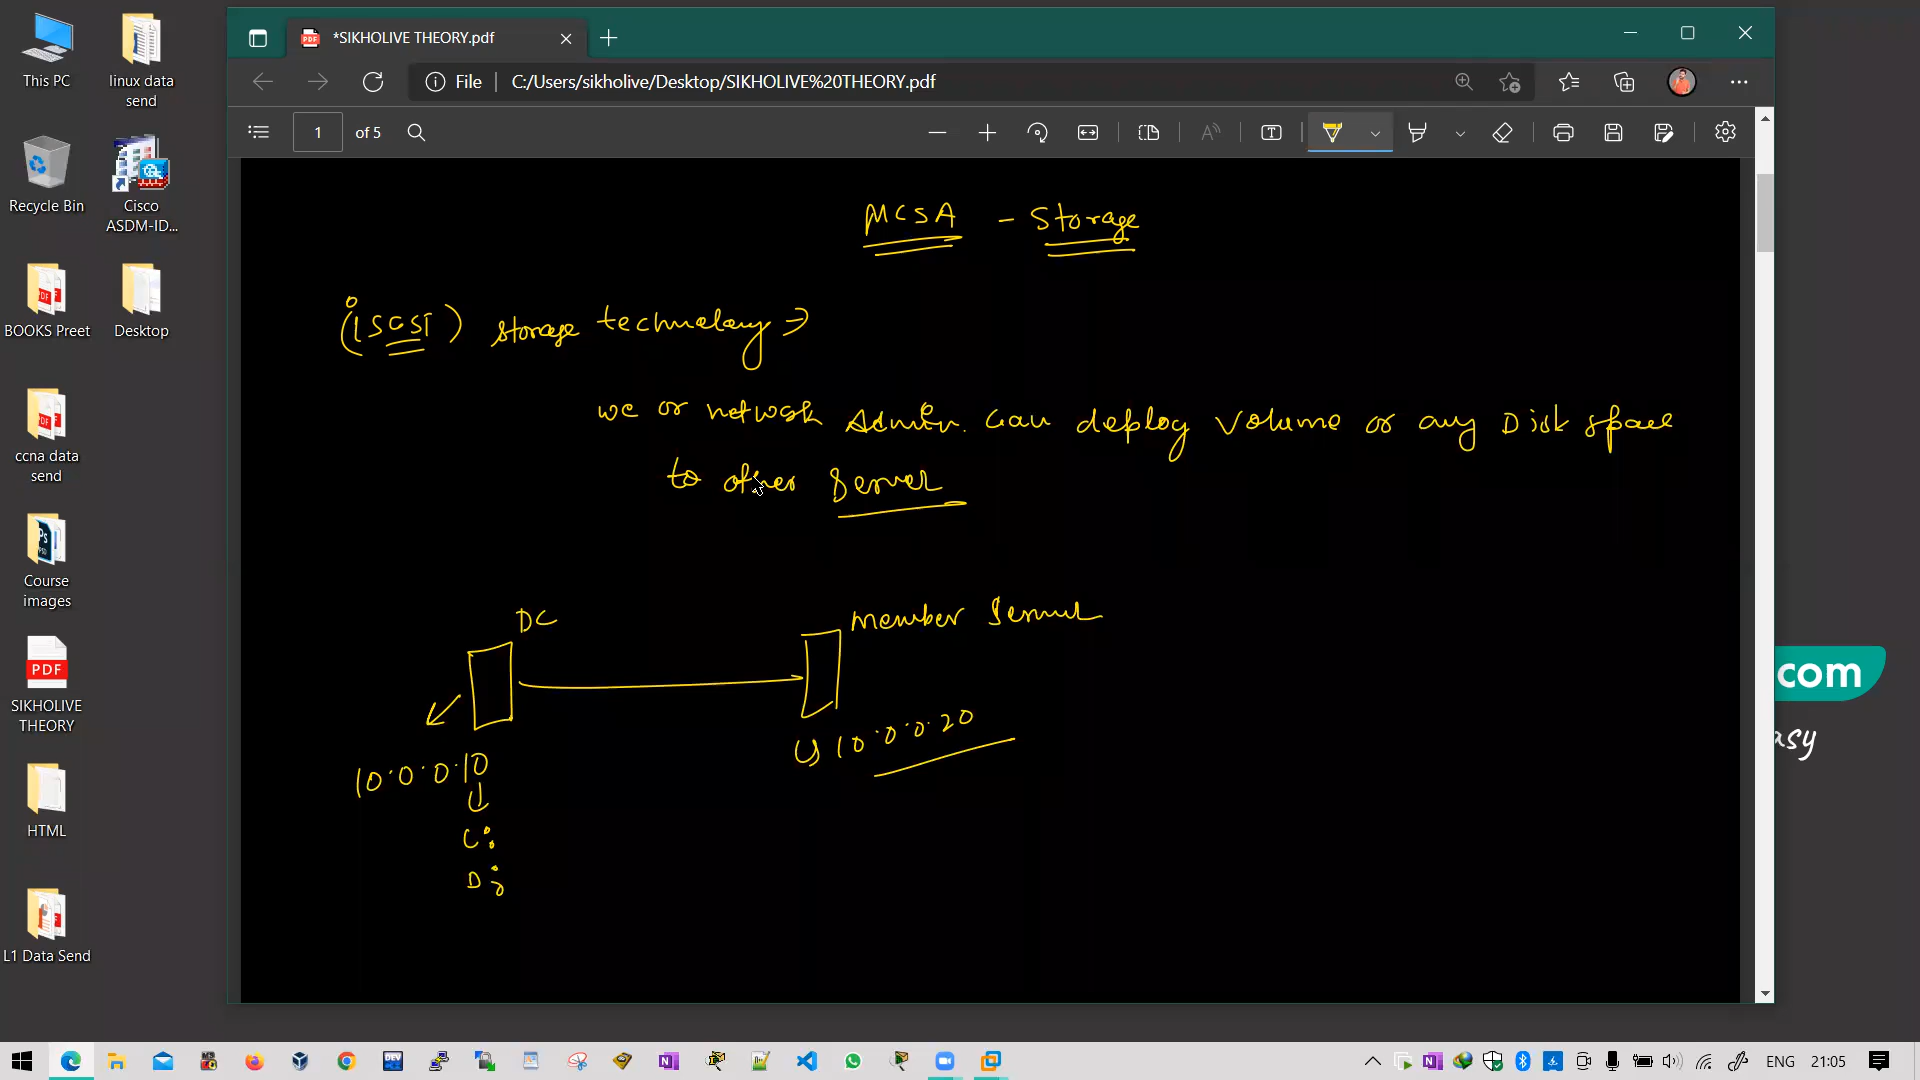 This PC
linux data
send
Recycle Bin
Cisco
ASDM-ID...
BOOKS Preet
Desktop
ccna data
send
Course
images
PDF
SIKHOLIVE
THEORY
HTML
L1 Data Send
*SIKHOLIVE THEORY.pdf
File
C:/Users/sikholive/Desktop/SIKHOLIVE%20THEORY.pdf
1 of 5
MCSA - Storage
(iSCSI) storage technology →
we or network Admin. can deploy volume or any Disk space
to other Server
DC
member Server
10.0.0.10
C:
D:
10.0.0.20
com
asy
ENG
21:05